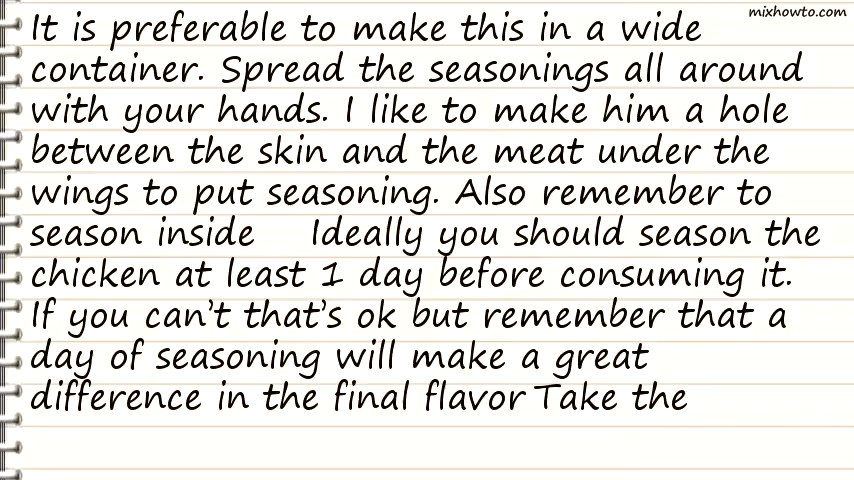 mixhowto.com
It is preferable to make this in a wide
container. Spread the seasonings all around
with your hands. I like to make him a hole
between the skin and the meat under the
wings to put seasoning. Also remember to
season inside     Ideally you should season the
chicken at least 1 day before consuming it.
If you can’t that’s ok but remember that a
day of seasoning will make a great
difference in the final flavor Take the